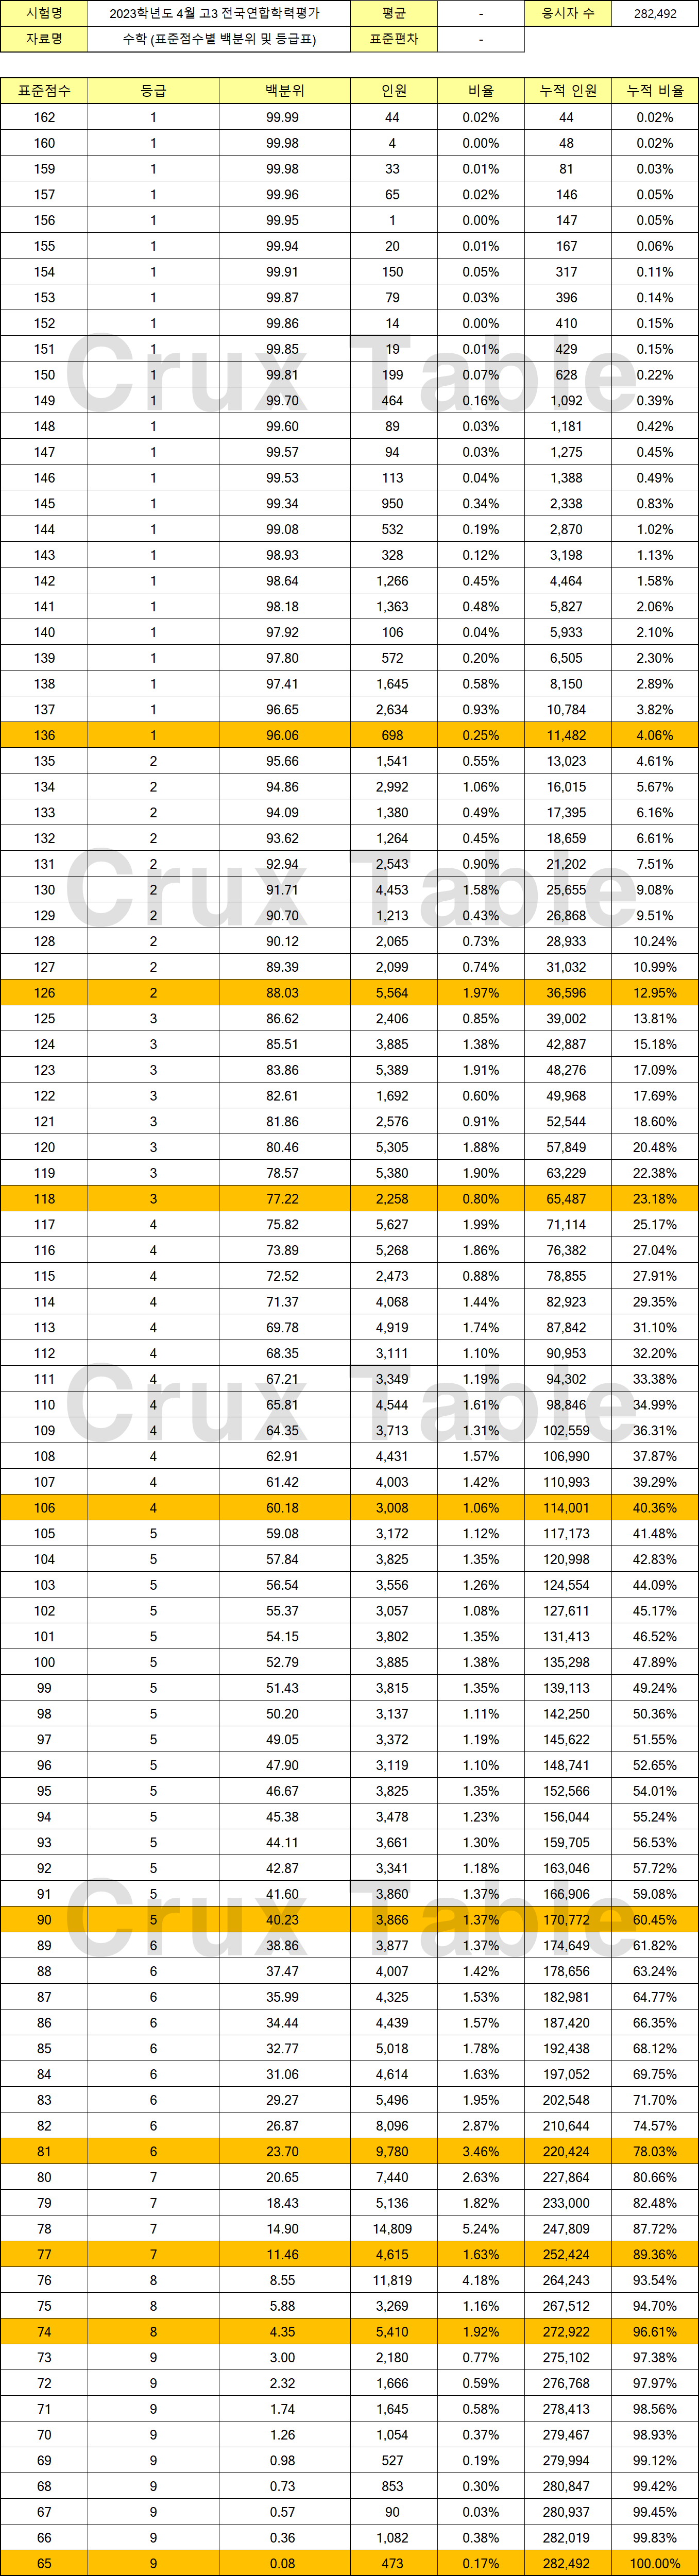 시험명 2023학년도 4월 고3 전국연합학력평가 평균 - 응시자 수 282,492
자료명 수학 (표준점수별 백분위 및 등급표) 표준편차 -
표준점수 등급 백분위 인원 비율 누적 인원 누적 비율
162 1 99.99 44 0.02% 44 0.02%
160 1 99.98 4 0.00% 48 0.02%
159 1 99.98 33 0.01% 81 0.03%
157 1 99.96 65 0.02% 146 0.05%
156 1 99.95 1 0.00% 147 0.05%
155 1 99.94 20 0.01% 167 0.06%
154 1 99.91 150 0.05% 317 0.11%
153 1 99.87 79 0.03% 396 0.14%
152 1 99.86 14 0.00% 410 0.15%
151 1 99.85 19 0.01% 429 0.15%
Crux Table
150 1 99.81 199 0.07% 628 0.22%
149 1 99.70 464 0.16% 1,092 0.39%
148 1 99.60 89 0.03% 1,181 0.42%
147 1 99.57 94 0.03% 1,275 0.45%
146 1 99.53 113 0.04% 1,388 0.49%
145 1 99.34 950 0.34% 2,338 0.83%
144 1 99.08 532 0.19% 2,870 1.02%
143 1 98.93 328 0.12% 3,198 1.13%
142 1 98.64 1,266 0.45% 4,464 1.58%
141 1 98.18 1,363 0.48% 5,827 2.06%
140 1 97.92 106 0.04% 5,933 2.10%
139 1 97.80 572 0.20% 6,505 2.30%
138 1 97.41 1,645 0.58% 8,150 2.89%
137 1 96.65 2,634 0.93% 10,784 3.82%
136 1 96.06 698 0.25% 11,482 4.06%
135 2 95.66 1,541 0.55% 13,023 4.61%
134 2 94.86 2,992 1.06% 16,015 5.67%
133 2 94.09 1,380 0.49% 17,395 6.16%
132 2 93.62 1,264 0.45% 18,659 6.61%
131 2 92.94 2,543 0.90% 21,202 7.51%
Crux Table
130 2 91.71 4,453 1.58% 25,655 9.08%
129 2 90.70 1,213 0.43% 26,868 9.51%
128 2 90.12 2,065 0.73% 28,933 10.24%
127 2 89.39 2,099 0.74% 31,032 10.99%
126 2 88.03 5,564 1.97% 36,596 12.95%
125 3 86.62 2,406 0.85% 39,002 13.81%
124 3 85.51 3,885 1.38% 42,887 15.18%
123 3 83.86 5,389 1.91% 48,276 17.09%
122 3 82.61 1,692 0.60% 49,968 17.69%
121 3 81.86 2,576 0.91% 52,544 18.60%
120 3 80.46 5,305 1.88% 57,849 20.48%
119 3 78.57 5,380 1.90% 63,229 22.38%
118 3 77.22 2,258 0.80% 65,487 23.18%
117 4 75.82 5,627 1.99% 71,114 25.17%
116 4 73.89 5,268 1.86% 76,382 27.04%
115 4 72.52 2,473 0.88% 78,855 27.91%
114 4 71.37 4,068 1.44% 82,923 29.35%
113 4 69.78 4,919 1.74% 87,842 31.10%
112 4 68.35 3,111 1.10% 90,953 32.20%
111 4 67.21 3,349 1.19% 94,302 33.38%
Crux Table
110 4 65.81 4,544 1.61% 98,846 34.99%
109 4 64.35 3,713 1.31% 102,559 36.31%
108 4 62.91 4,431 1.57% 106,990 37.87%
107 4 61.42 4,003 1.42% 110,993 39.29%
106 4 60.18 3,008 1.06% 114,001 40.36%
105 5 59.08 3,172 1.12% 117,173 41.48%
104 5 57.84 3,825 1.35% 120,998 42.83%
103 5 56.54 3,556 1.26% 124,554 44.09%
102 5 55.37 3,057 1.08% 127,611 45.17%
101 5 54.15 3,802 1.35% 131,413 46.52%
100 5 52.79 3,885 1.38% 135,298 47.89%
99 5 51.43 3,815 1.35% 139,113 49.24%
98 5 50.20 3,137 1.11% 142,250 50.36%
97 5 49.05 3,372 1.19% 145,622 51.55%
96 5 47.90 3,119 1.10% 148,741 52.65%
95 5 46.67 3,825 1.35% 152,566 54.01%
94 5 45.38 3,478 1.23% 156,044 55.24%
93 5 44.11 3,661 1.30% 159,705 56.53%
92 5 42.87 3,341 1.18% 163,046 57.72%
91 5 41.60 3,860 1.37% 166,906 59.08%
Crux Table
90 5 40.23 3,866 1.37% 170,772 60.45%
89 6 38.86 3,877 1.37% 174,649 61.82%
88 6 37.47 4,007 1.42% 178,656 63.24%
87 6 35.99 4,325 1.53% 182,981 64.77%
86 6 34.44 4,439 1.57% 187,420 66.35%
85 6 32.77 5,018 1.78% 192,438 68.12%
84 6 31.06 4,614 1.63% 197,052 69.75%
83 6 29.27 5,496 1.95% 202,548 71.70%
82 6 26.87 8,096 2.87% 210,644 74.57%
81 6 23.70 9,780 3.46% 220,424 78.03%
80 7 20.65 7,440 2.63% 227,864 80.66%
79 7 18.43 5,136 1.82% 233,000 82.48%
78 7 14.90 14,809 5.24% 247,809 87.72%
77 7 11.46 4,615 1.63% 252,424 89.36%
76 8 8.55 11,819 4.18% 264,243 93.54%
75 8 5.88 3,269 1.16% 267,512 94.70%
74 8 4.35 5,410 1.92% 272,922 96.61%
73 9 3.00 2,180 0.77% 275,102 97.38%
72 9 2.32 1,666 0.59% 276,768 97.97%
71 9 1.74 1,645 0.58% 278,413 98.56%
70 9 1.26 1,054 0.37% 279,467 98.93%
69 9 0.98 527 0.19% 279,994 99.12%
68 9 0.73 853 0.30% 280,847 99.42%
67 9 0.57 90 0.03% 280,937 99.45%
66 9 0.36 1,082 0.38% 282,019 99.83%
65 9 0.08 473 0.17% 282,492 100.00%